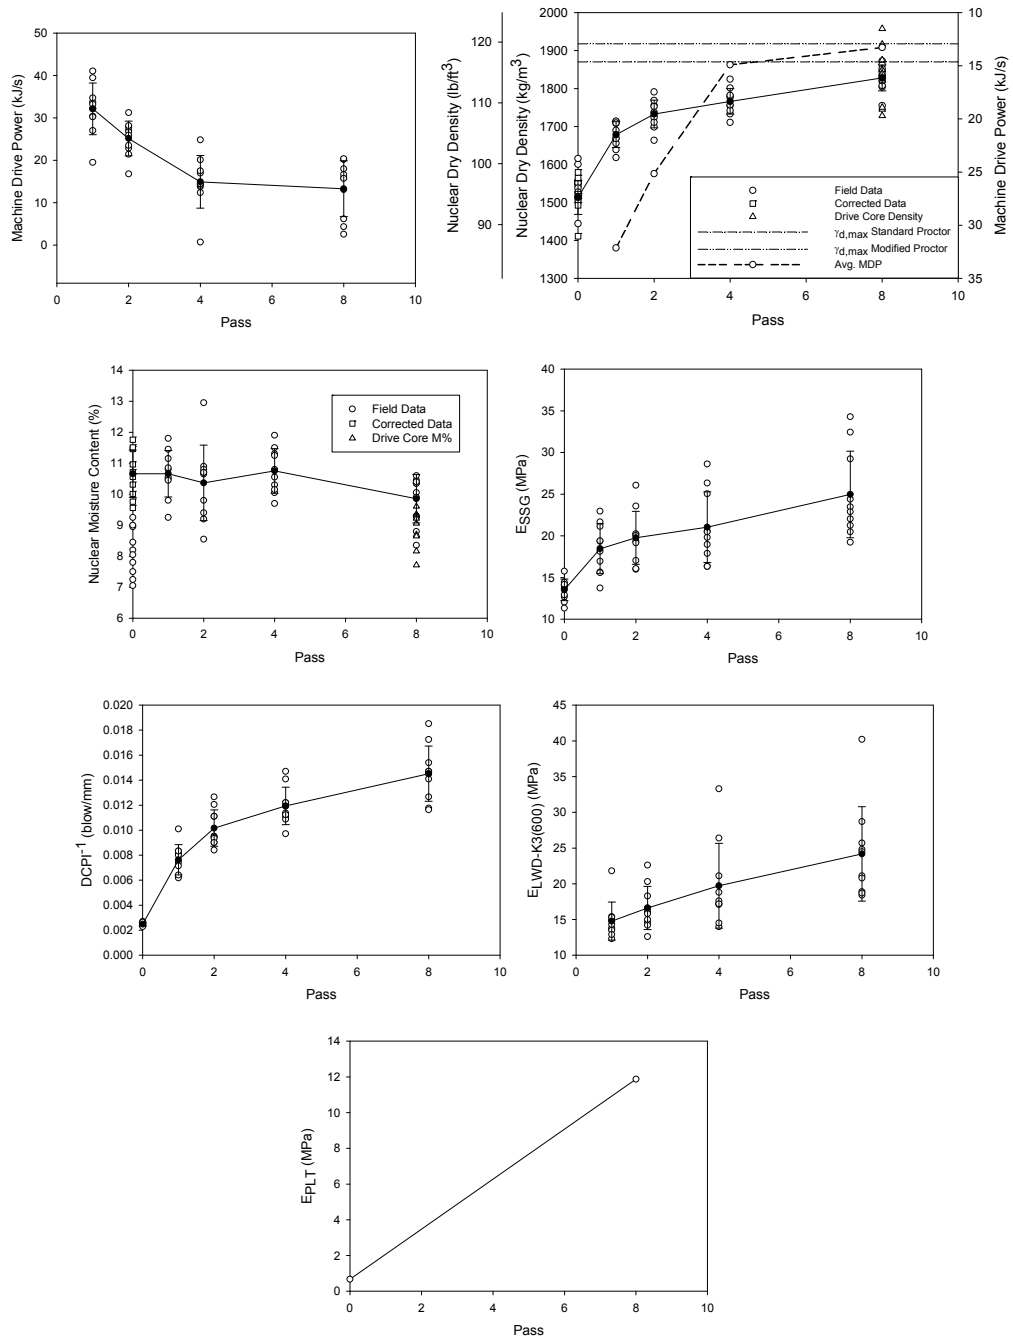 50
40
30
20
10
0
0 2 4 6 8 10
Machine Drive Power (kJ/s)
Pass
120
110
100
90
Nuclear Dry Density (lb/ft³)
2000
1900
1800
1700
1600
1500
1400
1300
Nuclear Dry Density (kg/m³)
10
15
20
25
30
35
Machine Drive Power (kJ/s)
Field Data
Corrected Data
Drive Core Density
γd,max Standard Proctor
γd,max Modified Proctor
Avg. MDP
0 2 4 6 8 10
Pass
14
13
12
11
10
9
8
7
6
Nuclear Moisture Content (%)
Field Data
Corrected Data
Drive Core M%
0 2 4 6 8 10
Pass
40
35
30
25
20
15
10
ESSG (MPa)
0 2 4 6 8 10
Pass
0.020
0.018
0.016
0.014
0.012
0.010
0.008
0.006
0.004
0.002
0.000
DCPI⁻¹ (blow/mm)
0 2 4 6 8 10
Pass
45
40
35
30
25
20
15
10
ELWD-K3(600) (MPa)
0 2 4 6 8 10
Pass
14
12
10
8
6
4
2
0
EPLT (MPa)
0 2 4 6 8 10
Pass